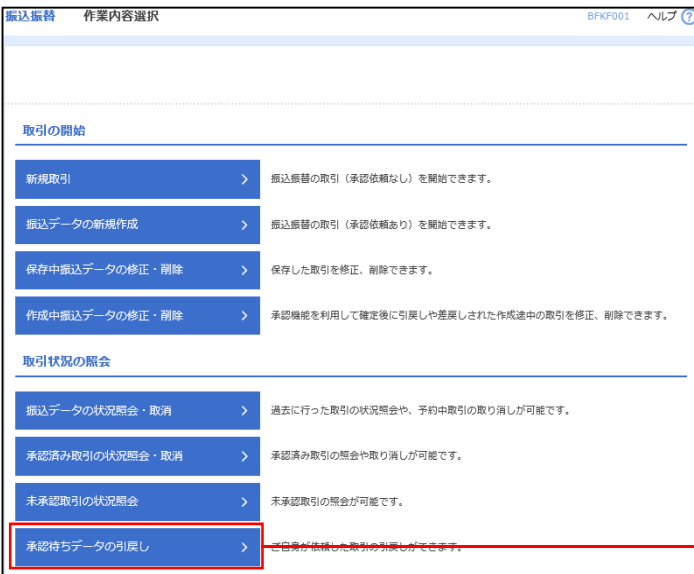 振込振替 作業内容選択 BFKF001 ヘルプ ?
取引の開始
新規取引 振込振替の取引（承認依頼なし）を開始できます。
振込データの新規作成 振込振替の取引（承認依頼あり）を開始できます。
保存中振込データの修正・削除 保存した取引を修正、削除できます。
作成中振込データの修正・削除 承認機能を利用して確定後に引戻しや差戻しされた作成途中の取引を修正、削除できます。
取引状況の照会
振込データの状況照会・取消 過去に行った取引の状況照会や、予約中取引の取り消しが可能です。
承認済み取引の状況照会・取消 承認済み取引の照会や取り消しが可能です。
未承認取引の状況照会 未承認取引の照会が可能です。
承認待ちデータの引戻し ご自身が依頼した取引の引戻しができます。